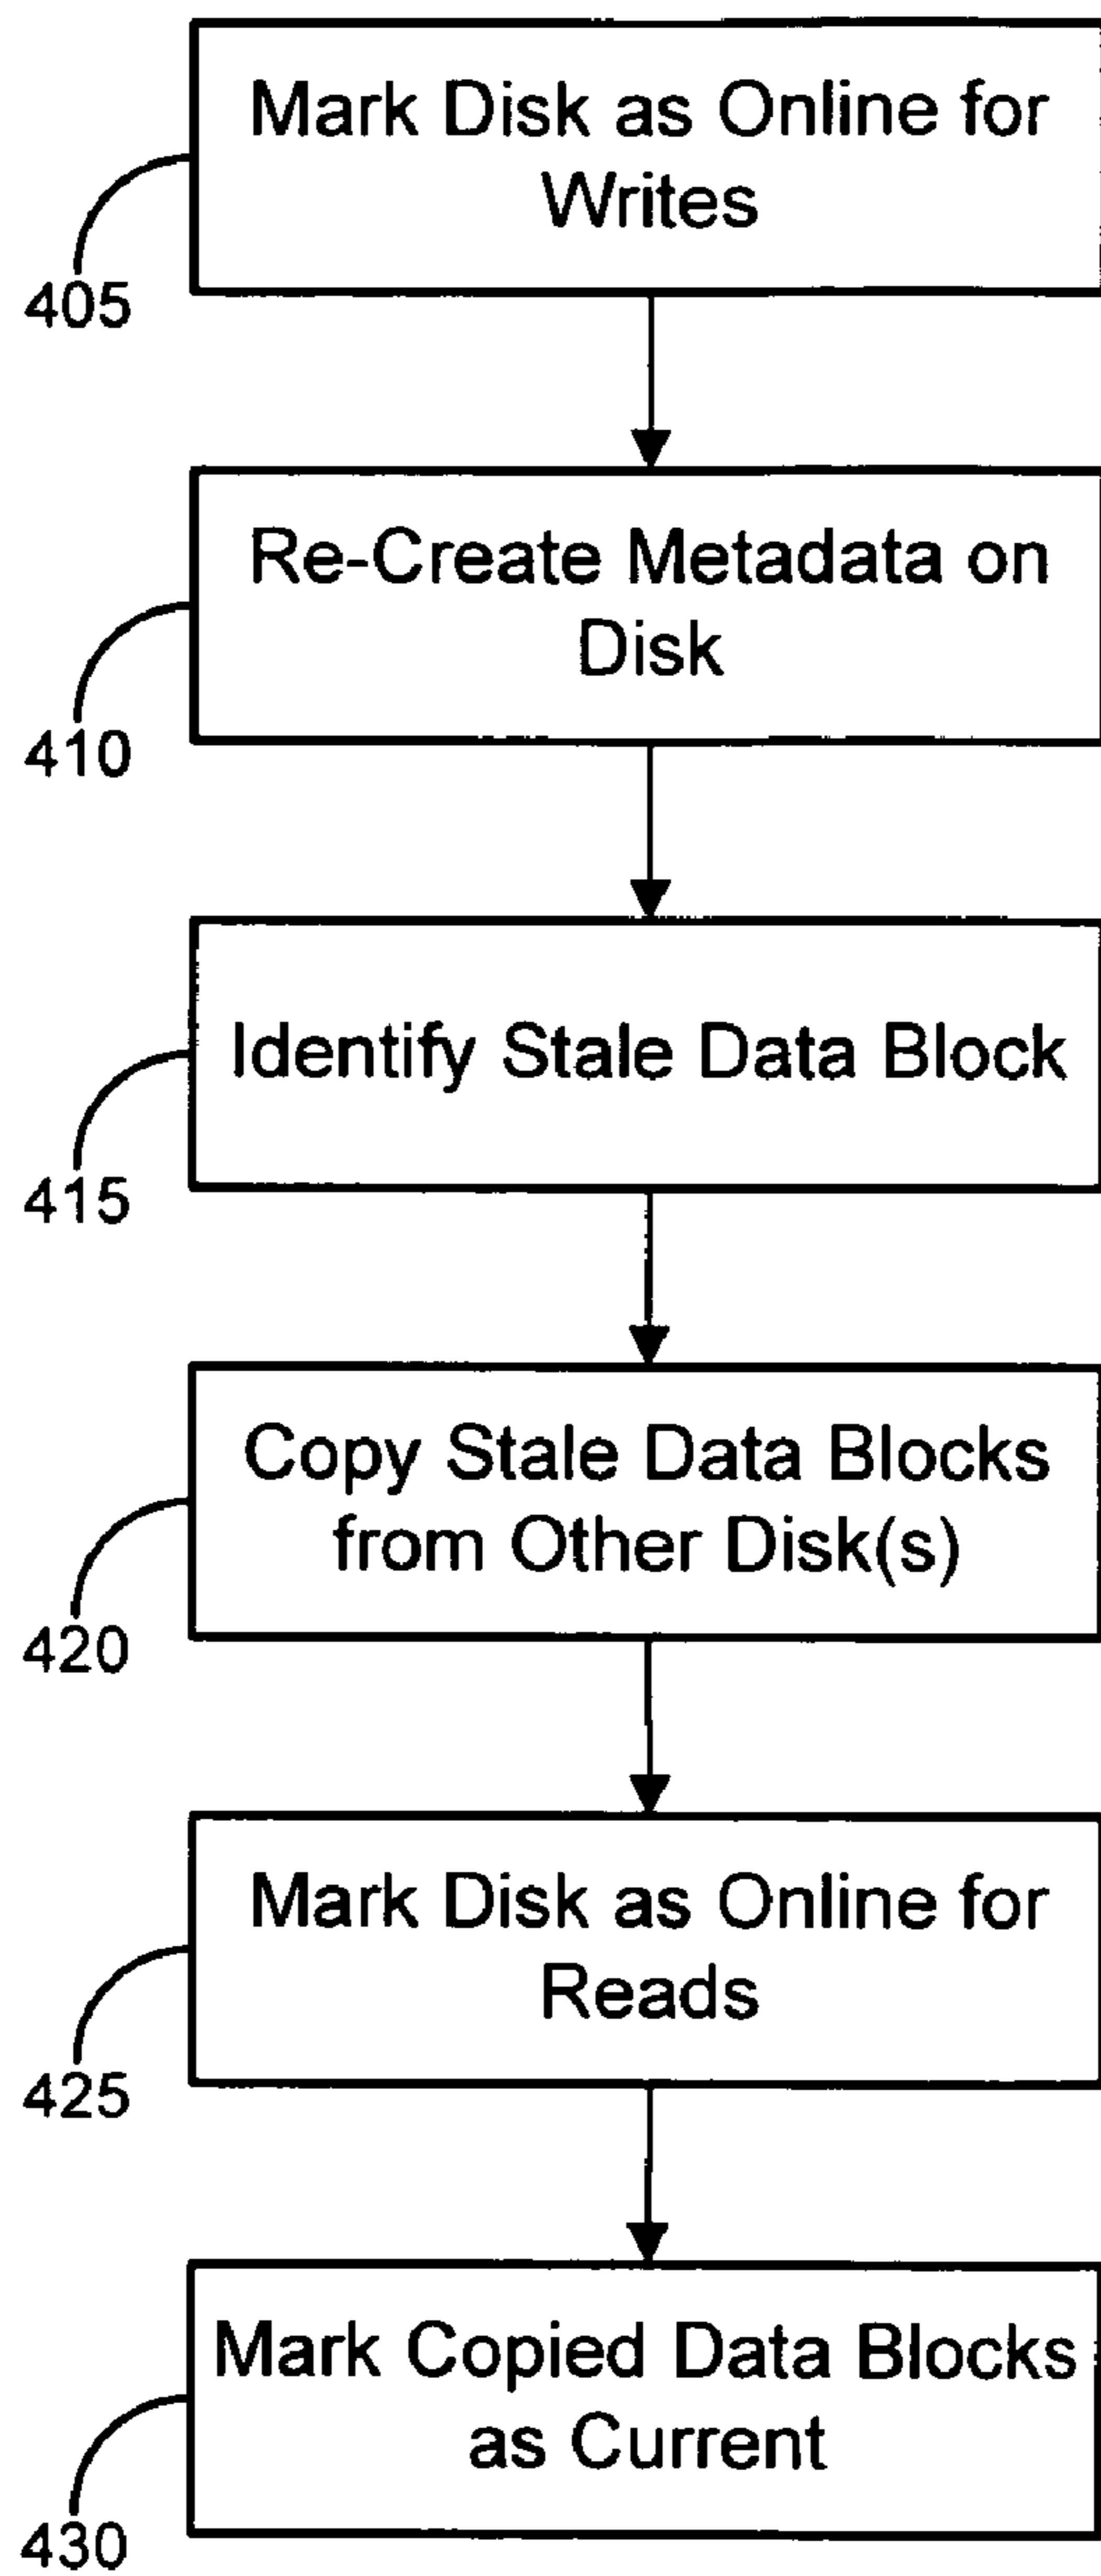 Mark Disk as Online for
Writes
405
Re-Create Metadata on
Disk
410
Identify Stale Data Block
415
Copy Stale Data Blocks
from Other Disk(s)
420
Mark Disk as Online for
Reads
425
Mark Copied Data Blocks
as Current
430